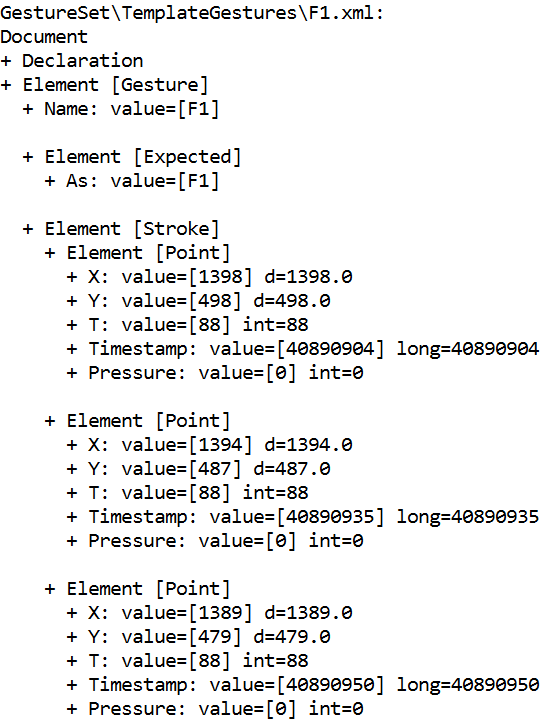 GestureSet\TemplateGestures\F1.xml:
Document
+ Declaration
+ Element [Gesture]
+ Name: value=[F1]
+ Element [Expected]
+ As: value=[F1]
+ Element [Stroke]
+ Element [Point]
+ X: value=[1398] d=1398.0
+ Y: value=[498] d=498.0
+ T: value=[88] int=88
+ Timestamp: value=[40890904] long=40890904
+ Pressure: value=[0] int=0
+ Element [Point]
+ X: value=[1394] d=1394.0
+ Y: value=[487] d=487.0
+ T: value=[88] int=88
+ Timestamp: value=[40890935] long=40890935
+ Pressure: value=[0] int=0
+ Element [Point]
+ X: value=[1389] d=1389.0
+ Y: value=[479] d=479.0
+ T: value=[88] int=88
+ Timestamp: value=[40890950] long=40890950
+ Pressure: value=[0] int=0